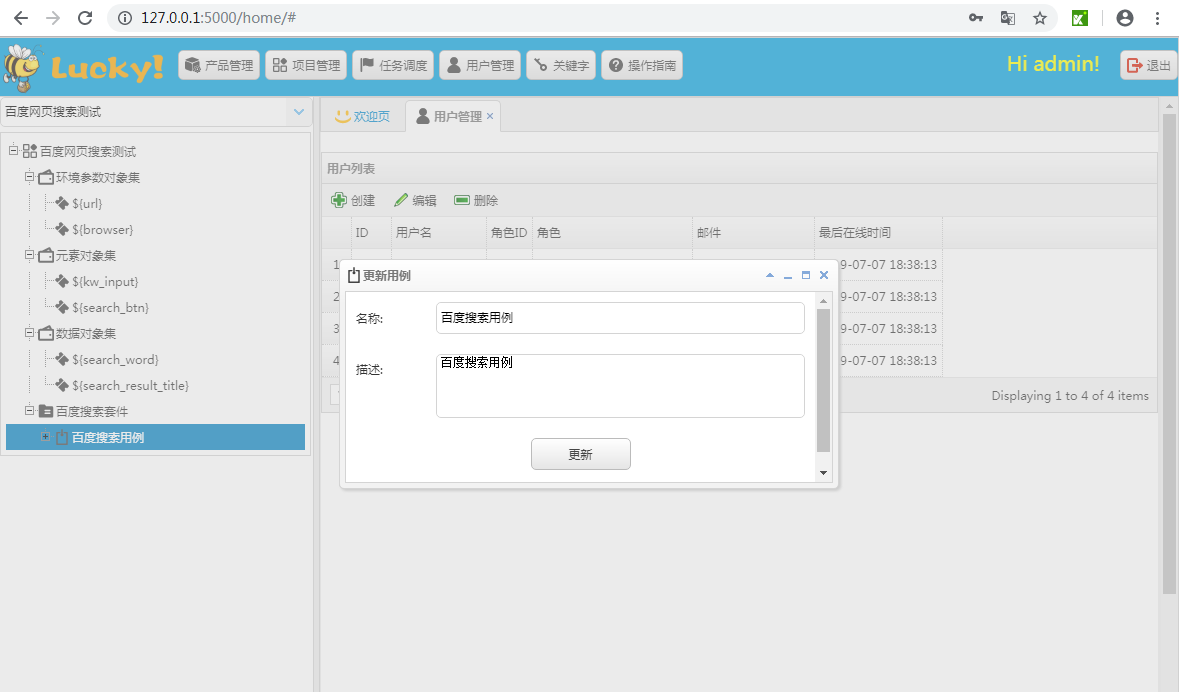 127.0.0.1:5000/home/#
Lucky!
产品管理 项目管理 任务调度 用户管理 关键字 操作指南 Hi admin! 退出
百度网页搜索测试
欢迎页 用户管理
百度网页搜索测试
环境参数对象集
${url}
${browser}
元素对象集
${kw_input}
${search_btn}
数据对象集
${search_word}
${search_result_title}
百度搜索套件
百度搜索用例
用户列表
创建 编辑 删除
ID 用户名 角色ID 角色 邮件 最后在线时间
1 9-07-07 18:38:13
2 9-07-07 18:38:13
3 9-07-07 18:38:13
4 9-07-07 18:38:13
Displaying 1 to 4 of 4 items
更新用例
名称: 百度搜索用例
描述: 百度搜索用例
更新